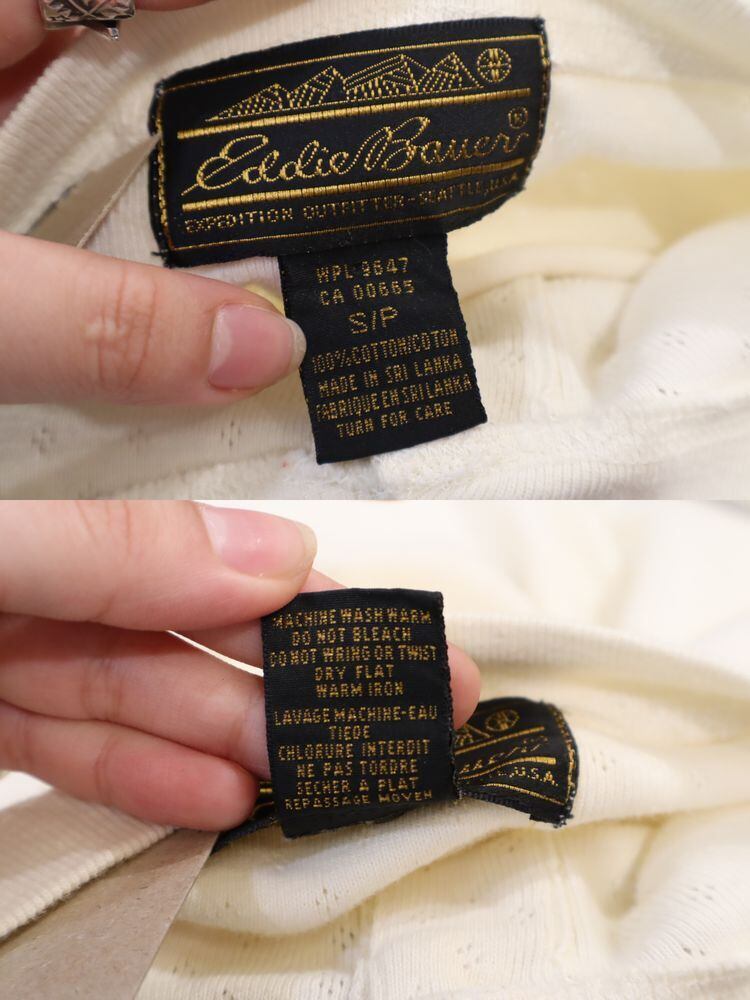 Eddie Bauer®
EXPEDITION OUTFITTER - SEATTLE, U.S.A.
WPL 9647
CA 00665
S/P
100% COTTON/COTON
MADE IN SRI LANKA
FABRIQUE EN SRI LANKA
TURN FOR CARE
MACHINE WASH WARM
DO NOT BLEACH
DO NOT WRING OR TWIST
DRY FLAT
WARM IRON
LAVAGE MACHINE-EAU
TIEDE
CHLORURE INTERDIT
NE PAS TORDRE
SECHER A PLAT
REPASSAGE MOYEN
U.S.A.